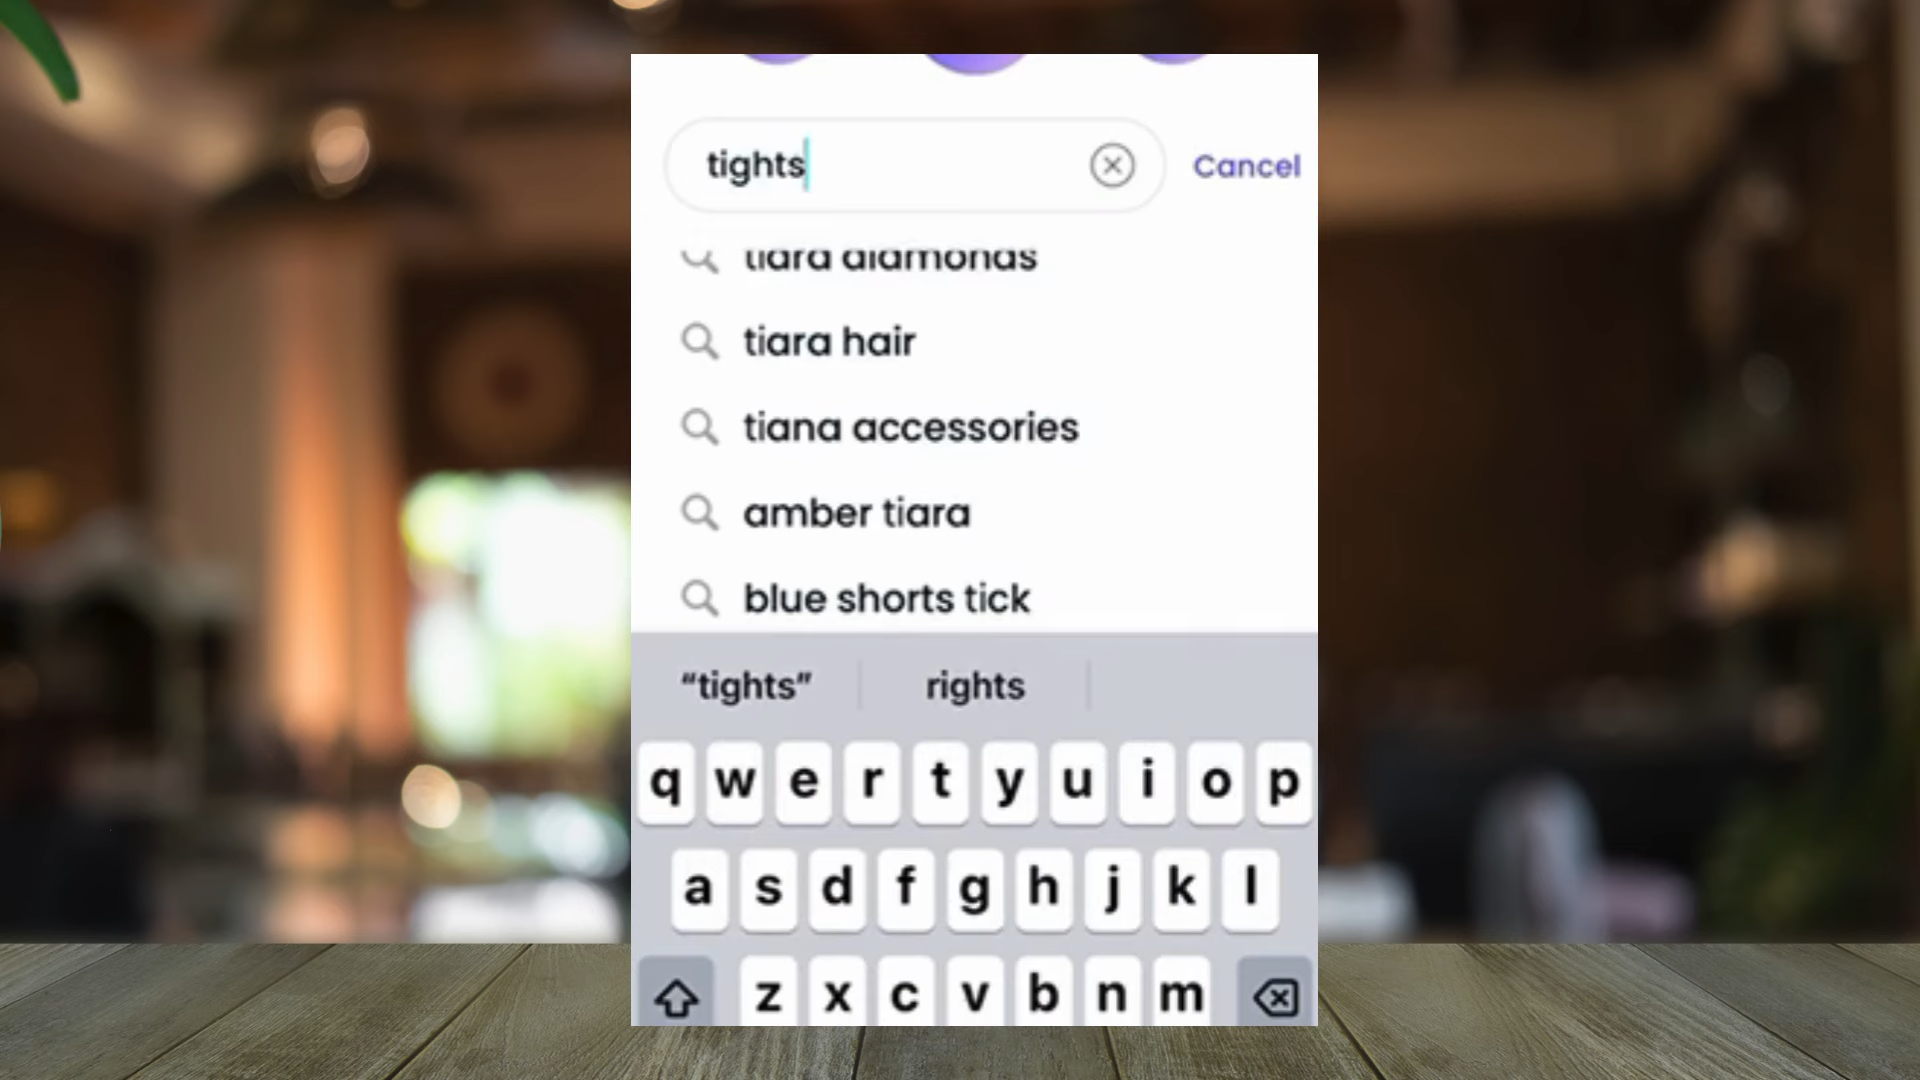 tights
Cancel
tiara diamonds
tiara hair
tiana accessories
amber tiara
blue shorts tick
“tights” rights
q w e r t y u i o p
a s d f g h j k l
z x c v b n m